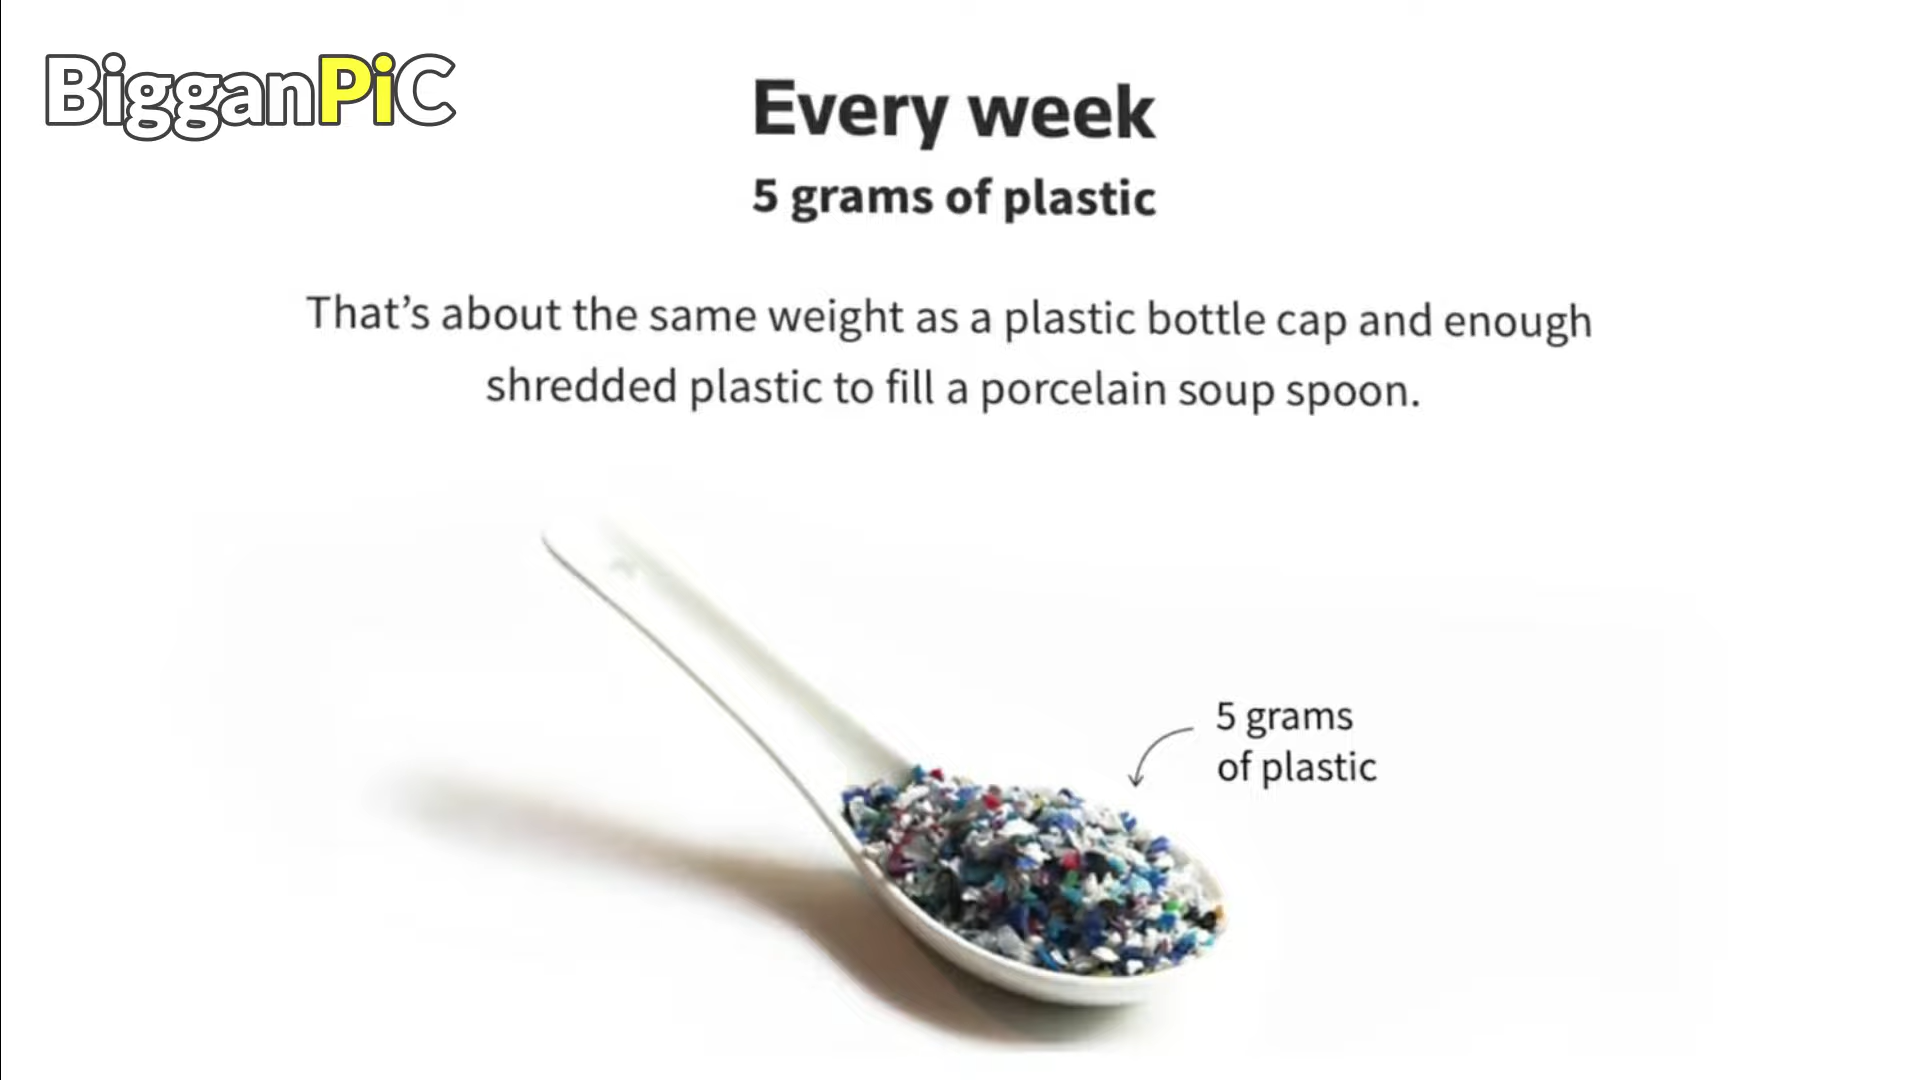 BigganPiC
Every week
5 grams of plastic
That’s about the same weight as a plastic bottle cap and enough
shredded plastic to fill a porcelain soup spoon.
5 grams
of plastic